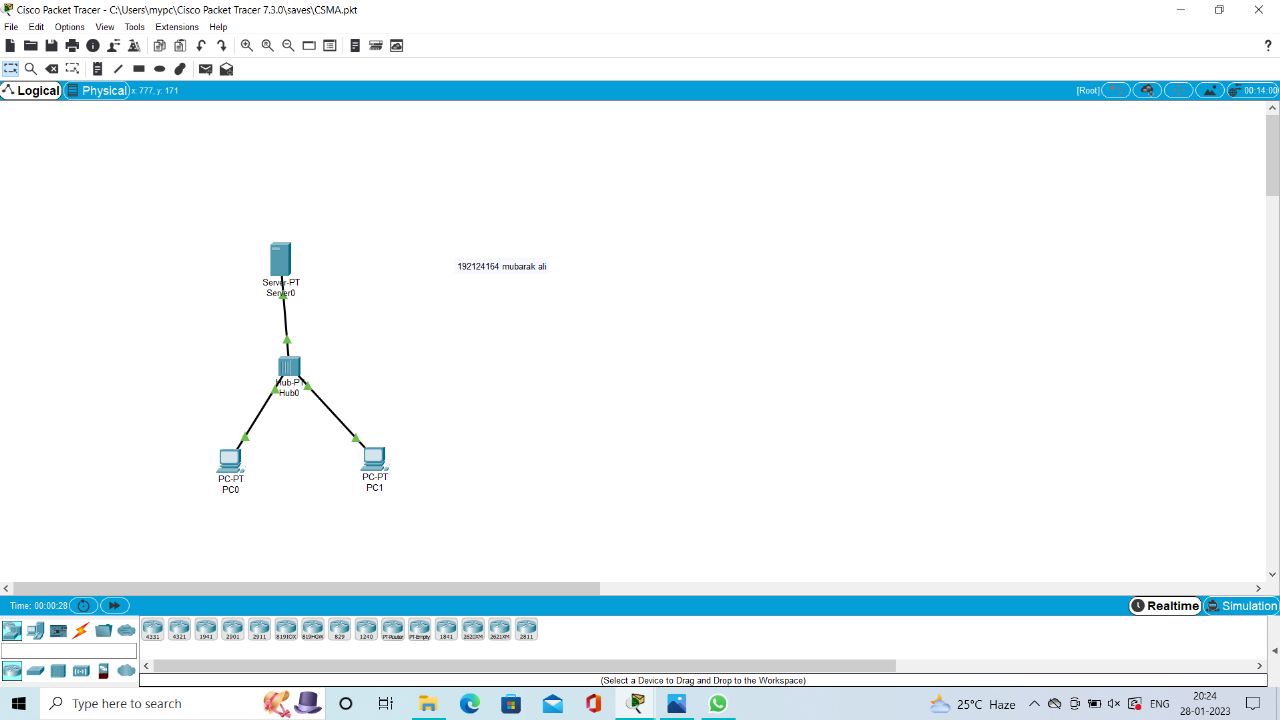 Cisco Packet Tracer - C:\Users\mypc\Cisco Packet Tracer 7.3.0\saves\CSMA.pkt
File Edit Options View Tools Extensions Help
?
Logical Physical x: 777, y: 171 [Root] 00:14:00
192124164 mubarak ali
Server-PT
Server0
Hub-PT
Hub0
PC-PT
PC0
PC-PT
PC1
Time: 00:00:28 Realtime Simulation
4331 4321 1941 2901 2911 819IOX 819HGW 829 1240 PT-Router PT-Empty 1841 2620XM 2621XM 2811
(Select a Device to Drag and Drop to the Workspace)
Type here to search
25°C Haze ENG
20:24
28-01-2023